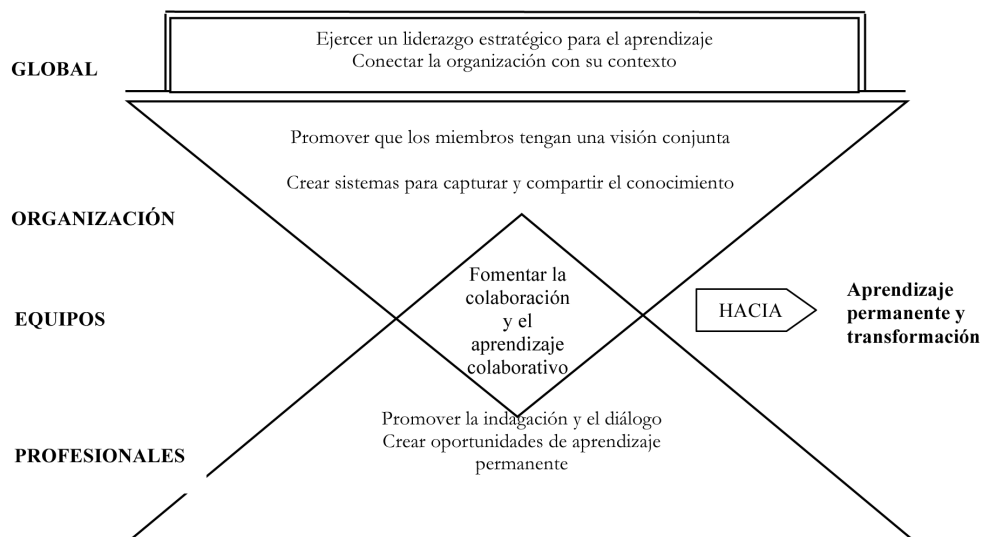 Ejercer un liderazgo estratégico para el aprendizaje
Conectar la organización con su contexto
GLOBAL
Promover que los miembros tengan una visión conjunta
Crear sistemas para capturar y compartir el conocimiento
ORGANIZACIÓN
Fomentar la
colaboración
y el
aprendizaje
colaborativo
EQUIPOS
HACIA
Aprendizaje
permanente y
transformación
Promover la indagación y el diálogo
Crear oportunidades de aprendizaje
permanente
PROFESIONALES